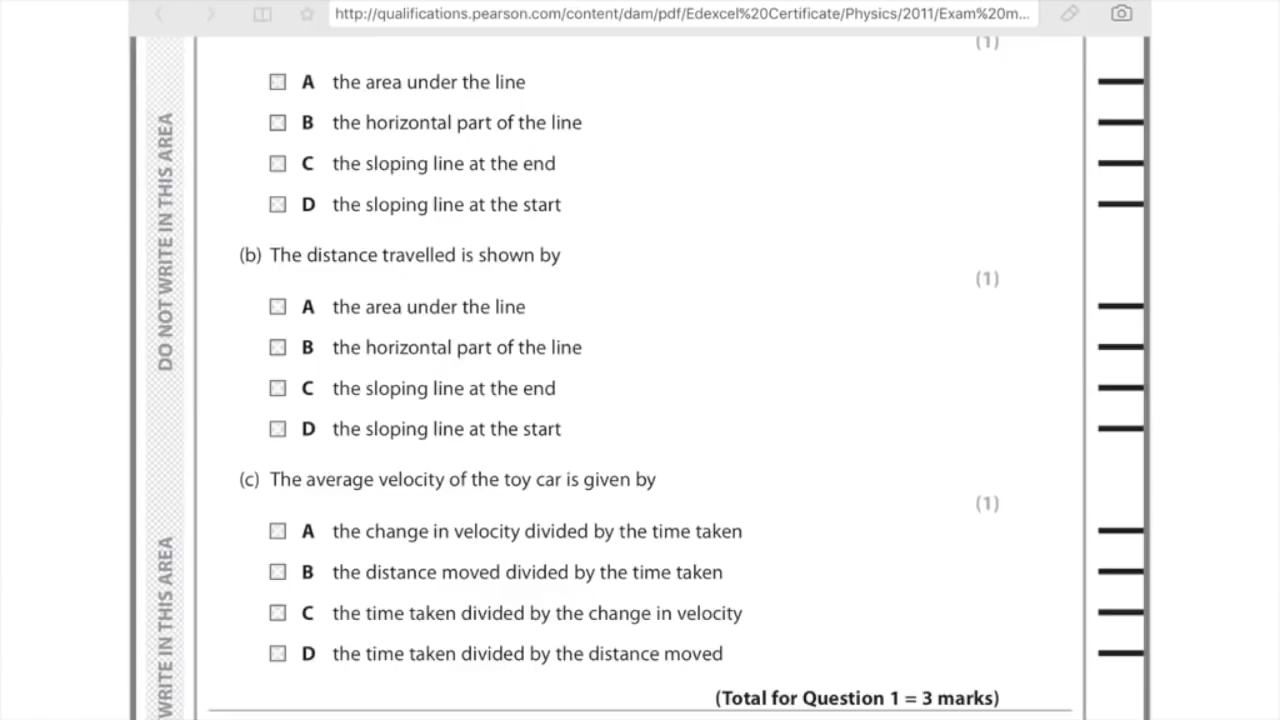 http://qualifications.pearson.com/content/dam/pdf/Edexcel%20Certificate/Physics/2011/Exam%20m...
(1)
A the area under the line
B the horizontal part of the line
C the sloping line at the end
D the sloping line at the start
(b) The distance travelled is shown by
(1)
A the area under the line
B the horizontal part of the line
C the sloping line at the end
D the sloping line at the start
(c) The average velocity of the toy car is given by
(1)
A the change in velocity divided by the time taken
B the distance moved divided by the time taken
C the time taken divided by the change in velocity
D the time taken divided by the distance moved
(Total for Question 1 = 3 marks)
DO NOT WRITE IN THIS AREA
WRITE IN THIS AREA